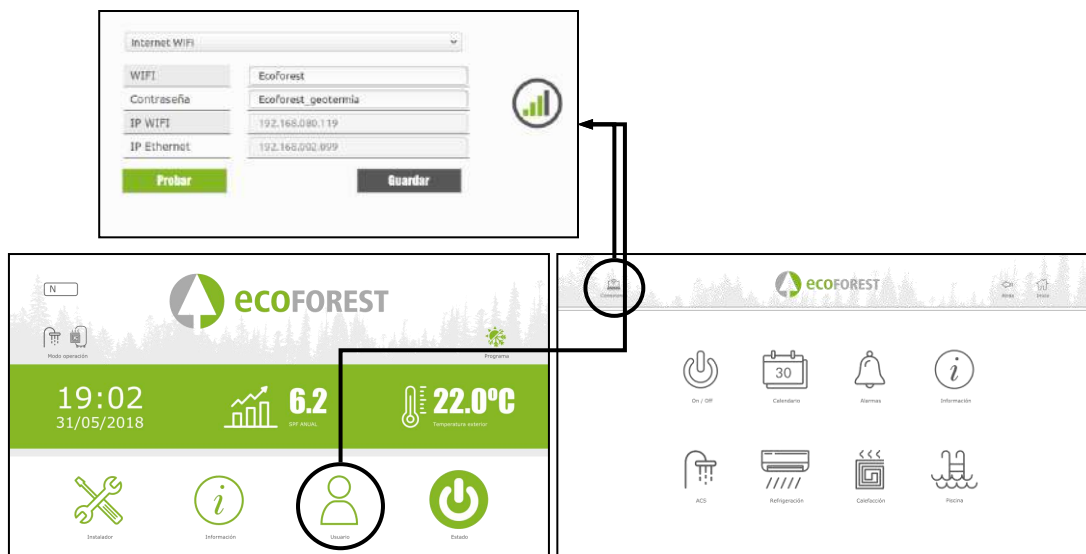 Internet WiFi
WIFI Ecoforest
Contraseña Ecoforest_geotermia
IP WIFI 192.168.080.119
IP Ethernet 192.168.002.099
Probar Guardar
N
ecoFOREST
Modo operación
Programa
19:02
31/05/2018
6.2
SPF ANUAL
22.0ºC
Temperatura exterior
Instalador Información Usuario Estado
Conexiones
ecoFOREST
Atrás Inicio
30
On / Off Calendario Alarmas Información
ACS Refrigeración Calefacción Piscina